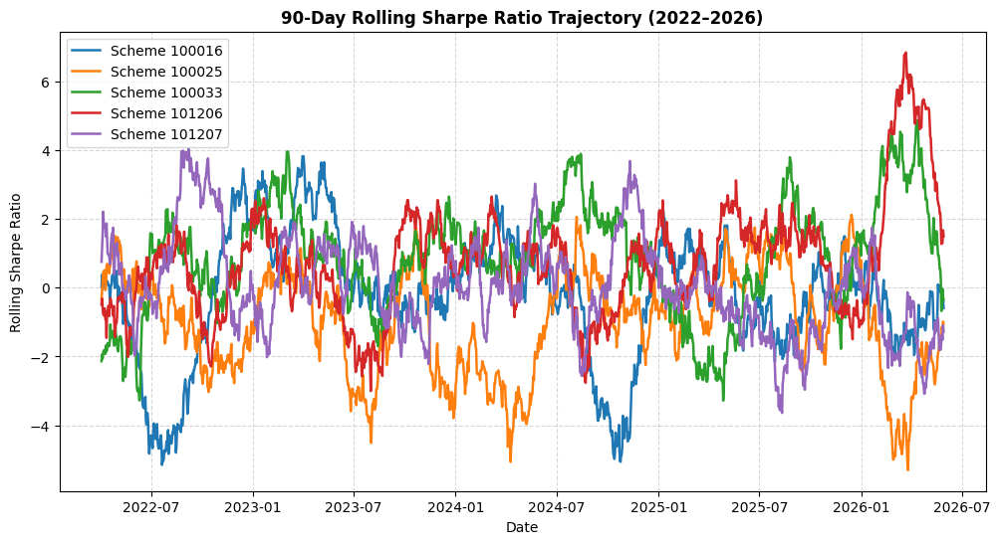 90-Day Rolling Sharpe Ratio Trajectory (2022–2026)
Scheme 100016
Scheme 100025
Scheme 100033
Scheme 101206
Scheme 101207
Rolling Sharpe Ratio
6
4
2
0
−2
−4
2022-07
2023-01
2023-07
2024-01
2024-07
2025-01
2025-07
2026-01
2026-07
Date